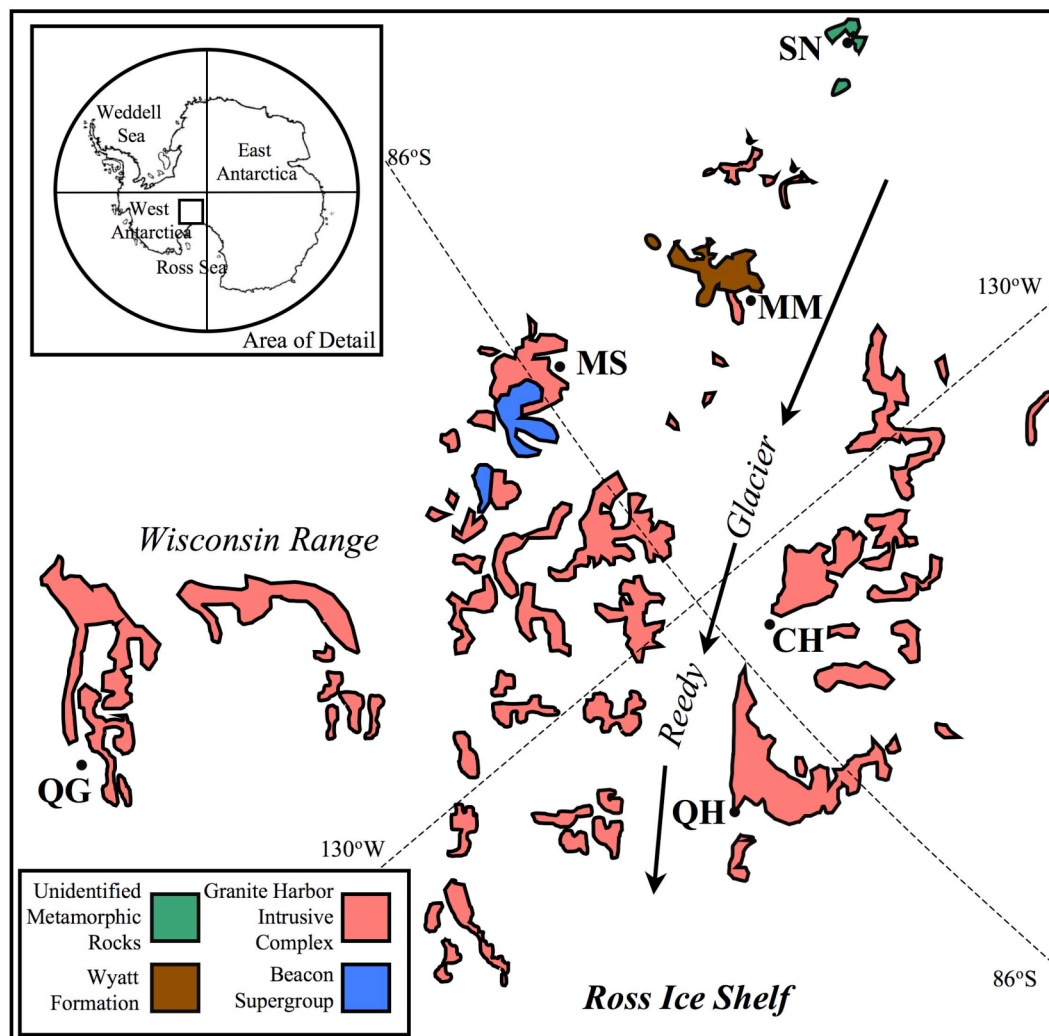 Weddell
Sea
East
Antarctica
West
Antarctica
Ross Sea
Area of Detail
SN
86°S
130°W
MM
MS
Glacier
Wisconsin Range
CH
Reedy
QG
QH
130°W
86°S
Ross Ice Shelf
Unidentified
Metamorphic
Rocks
Granite Harbor
Intrusive
Complex
Wyatt
Formation
Beacon
Supergroup